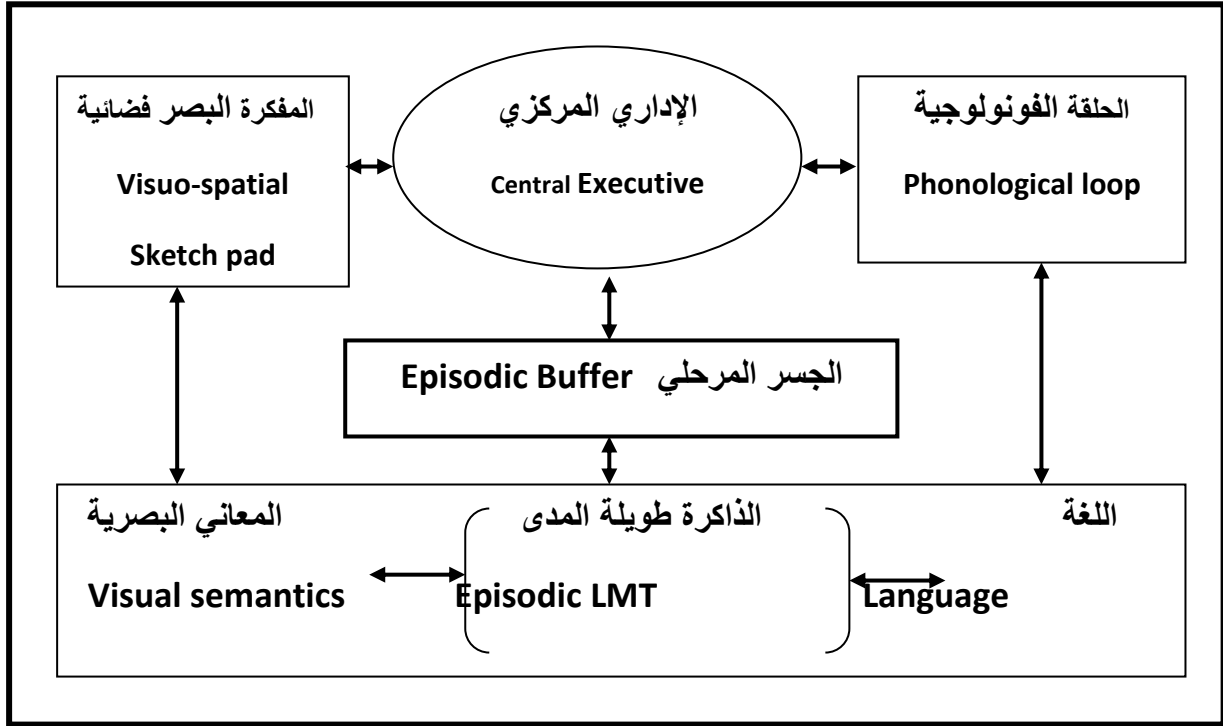 المفكرة البصر فضائية
Visuo-spatial
Sketch pad
الإداري المركزي
Central Executive
الحلقة الفونولوجية
Phonological loop
Episodic Buffer الجسر المرحلي
المعاني البصرية
الذاكرة طويلة المدى
اللغة
Visual semantics
Episodic LMT
Language